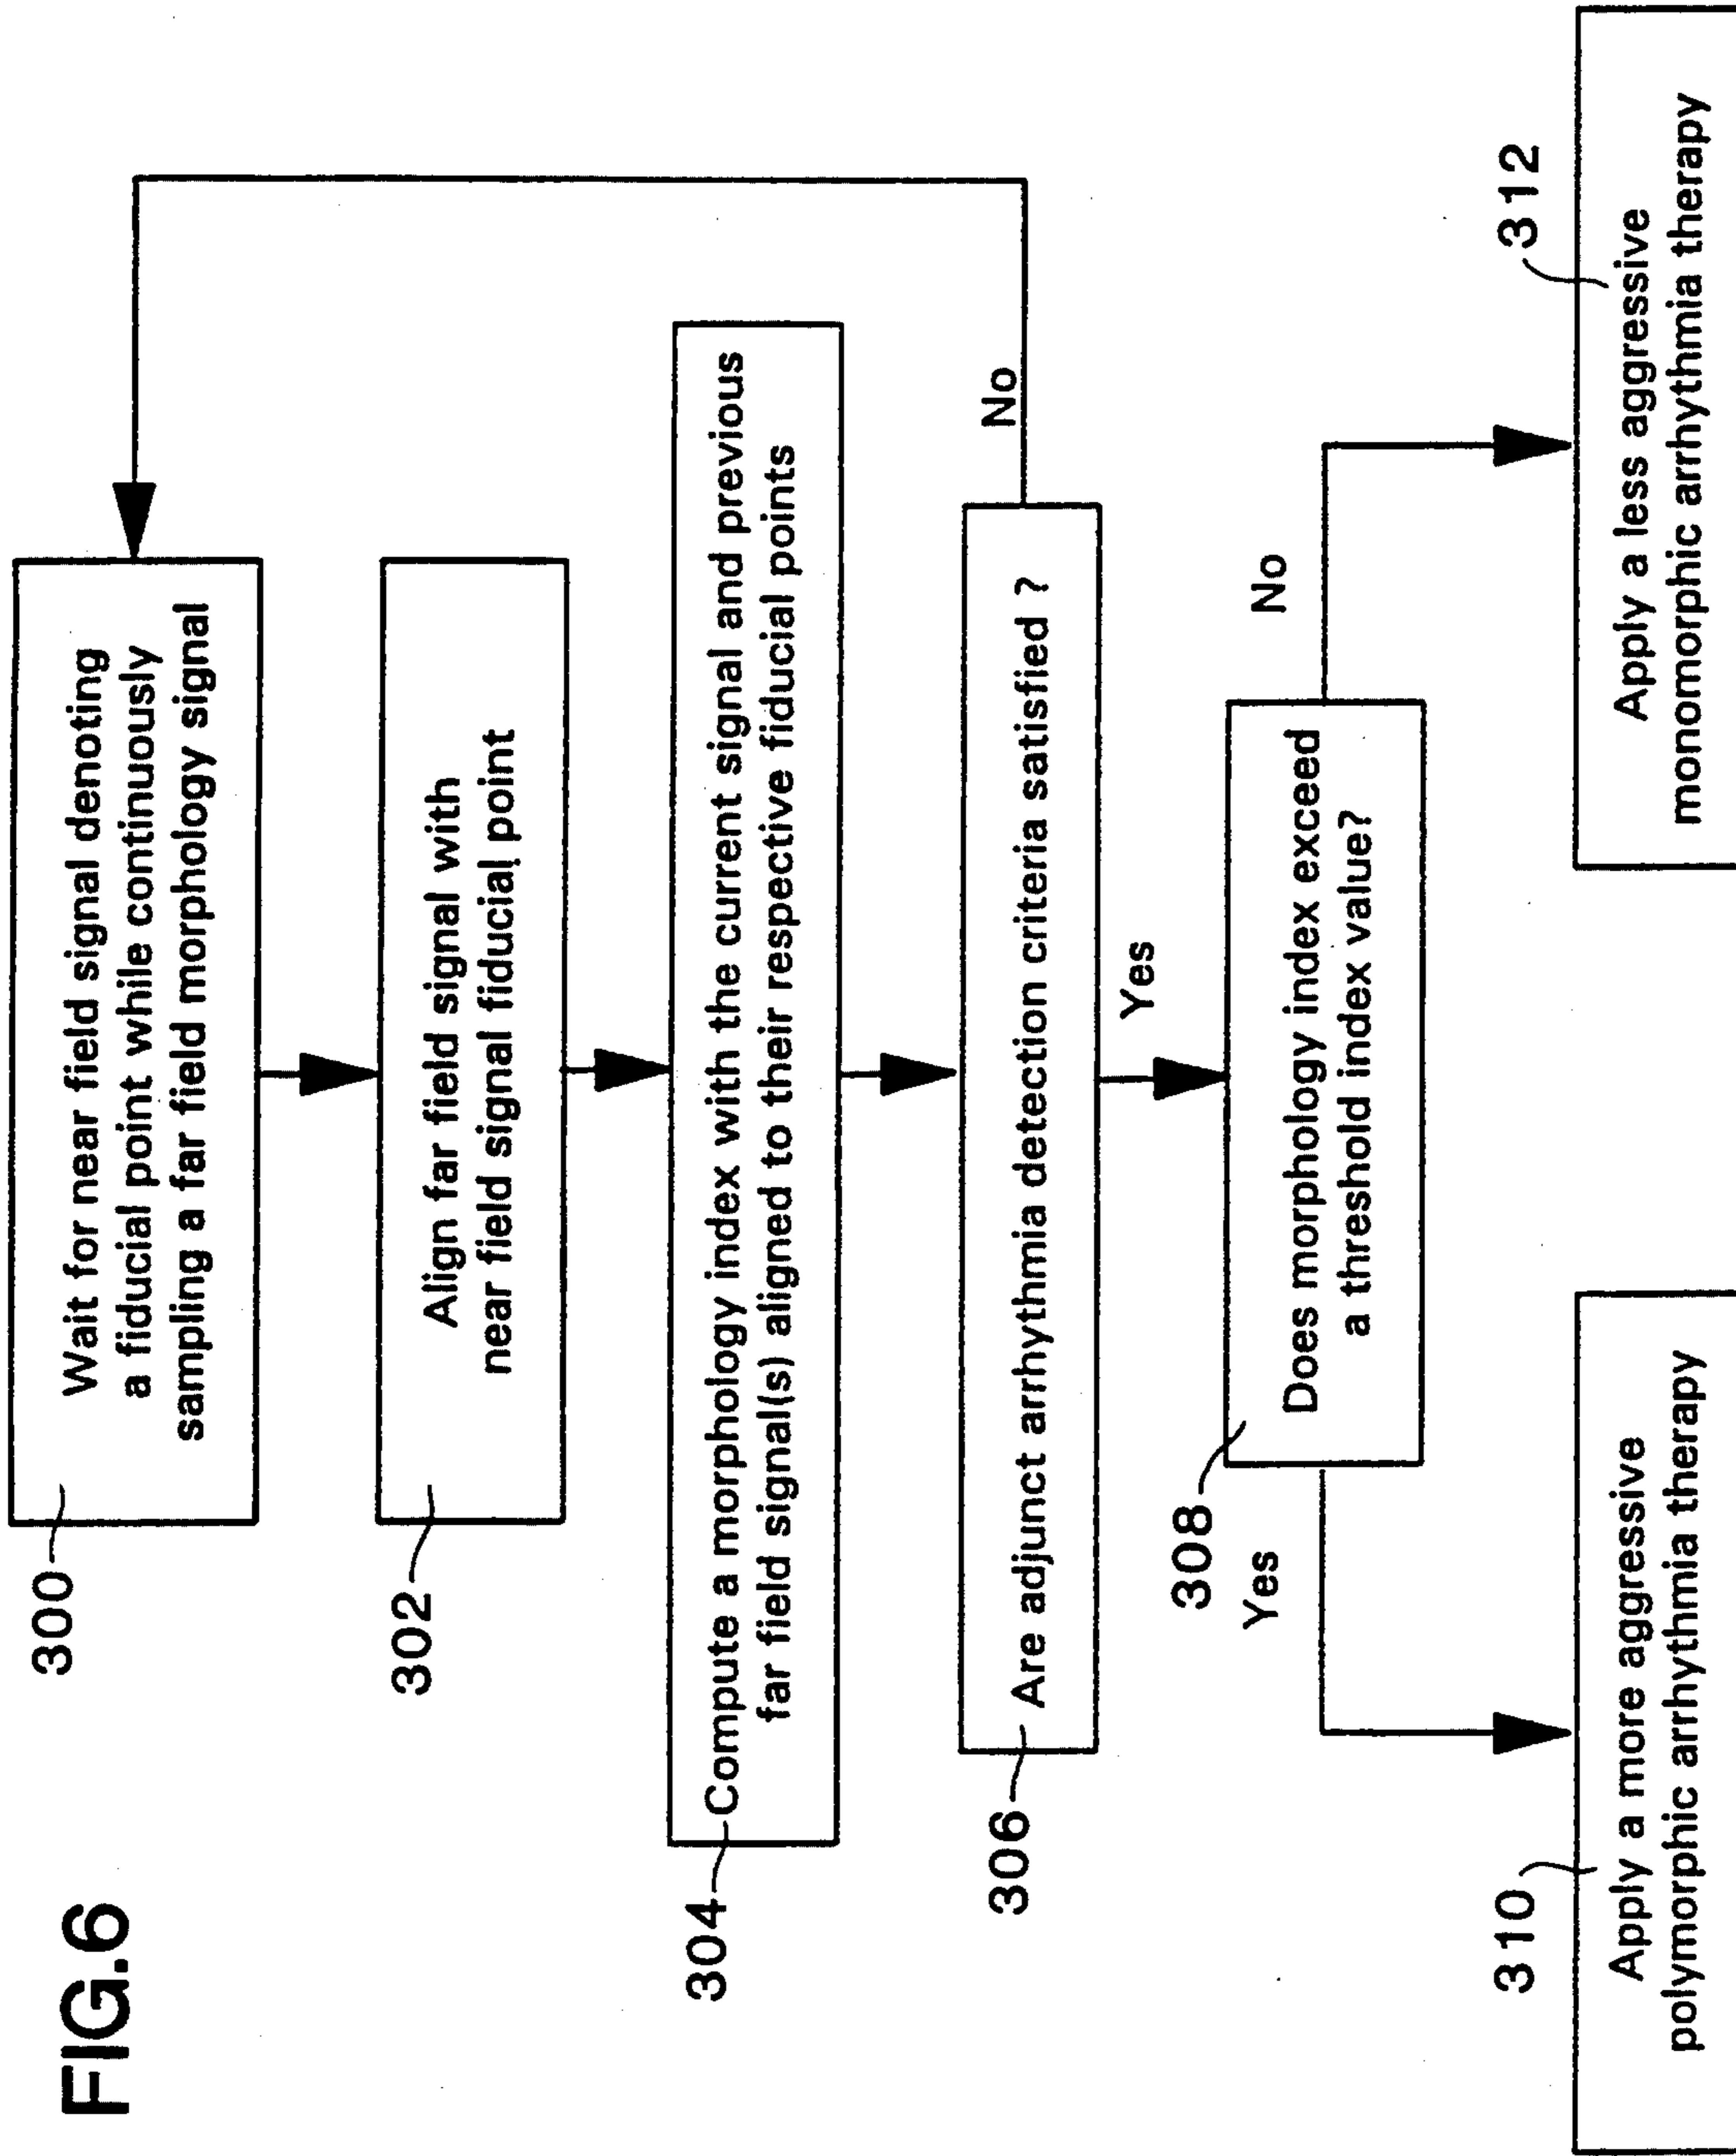 FIG.6
300
Wait for near field signal denoting
a fiducial point while continuously
sampling a far field morphology signal
302
Align far field signal with
near field signal fiducial point
304
Compute a morphology index with the current signal and previous
far field signal(s) aligned to their respective fiducial points
306
Are adjunct arrhythmia detection criteria satisfied ?
No
Yes
308
Does morphology index exceed
a threshold index value?
Yes
No
310
Apply a more aggressive
polymorphic arrhythmia therapy
312
Apply a less aggressive
monomorphic arrhythmia therapy